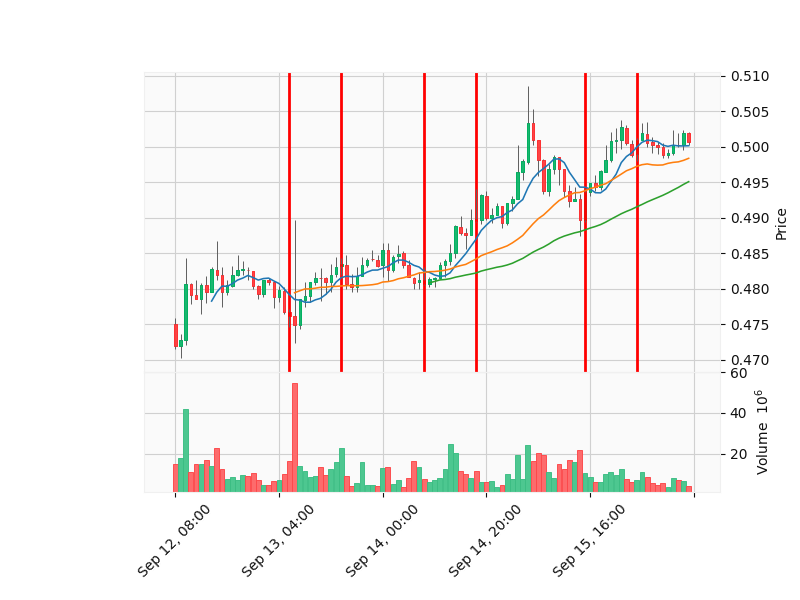 0.510
0.505
0.500
0.495
0.490
0.485
0.480
0.475
0.470
Price
60
40
20
Volume 10^6
Sep 12, 08:00
Sep 13, 04:00
Sep 14, 00:00
Sep 14, 20:00
Sep 15, 16:00